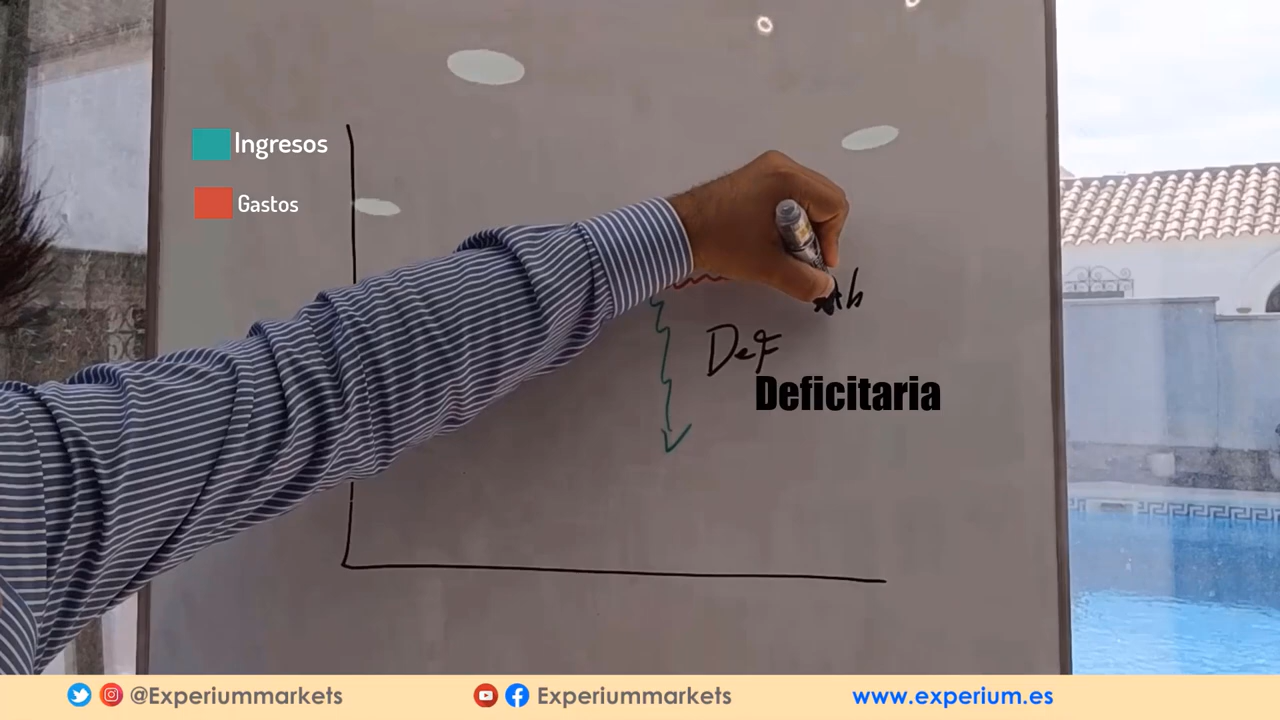 Ingresos
Gastos
Def
Deficitaria
@Experiummarkets
Experiummarkets
www.experium.es